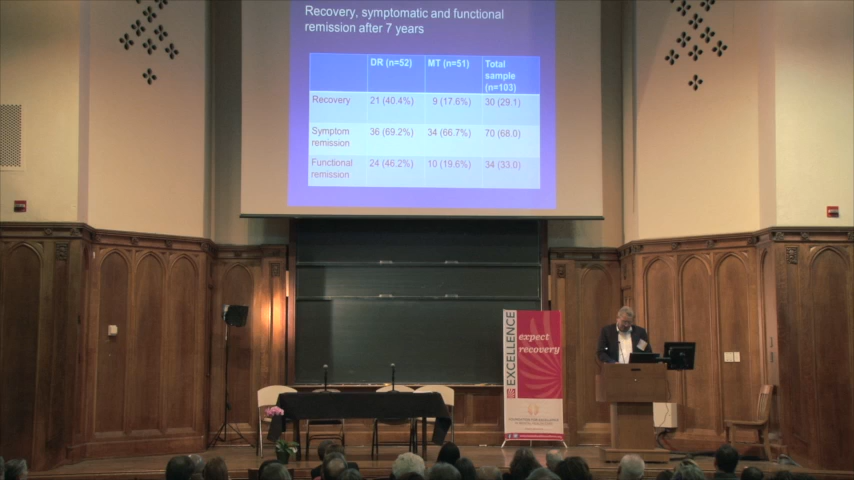 Recovery, symptomatic and functional
remission after 7 years
DR (n=52) MT (n=51) Total
sample
(n=103)
Recovery 21 (40.4%) 9 (17.6%) 30 (29.1)
Symptom
remission 36 (69.2%) 34 (66.7%) 70 (68.0)
Functional
remission 24 (46.2%) 10 (19.6%) 34 (33.0)
EXCELLENCE
expect
recovery